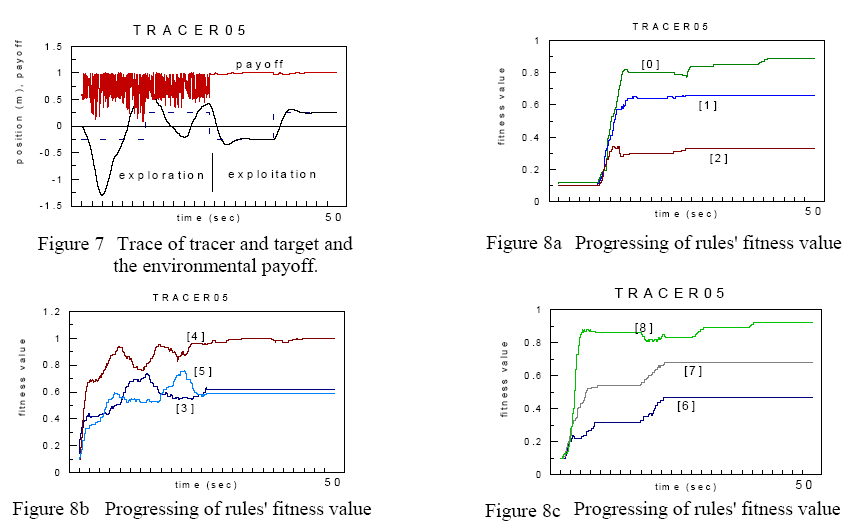 TRACER05
position (m), payoff
1.5
1
0.5
0
-0.5
-1
-1.5
payoff
exploration
exploitation
time (sec)
50
Figure 7 Trace of tracer and target and
the environmental payoff.
TRACER05
fitness value
1
0.8
0.6
0.4
0.2
0
[0]
[1]
[2]
time (sec)
50
Figure 8a Progressing of rules' fitness value
TRACER05
fitness value
1.2
1
0.8
0.6
0.4
0.2
0
[4]
[5]
[3]
time (sec)
50
Figure 8b Progressing of rules' fitness value
TRACER05
fitness value
1
0.8
0.6
0.4
0.2
0
[8]
[7]
[6]
time (sec)
50
Figure 8c Progressing of rules' fitness value